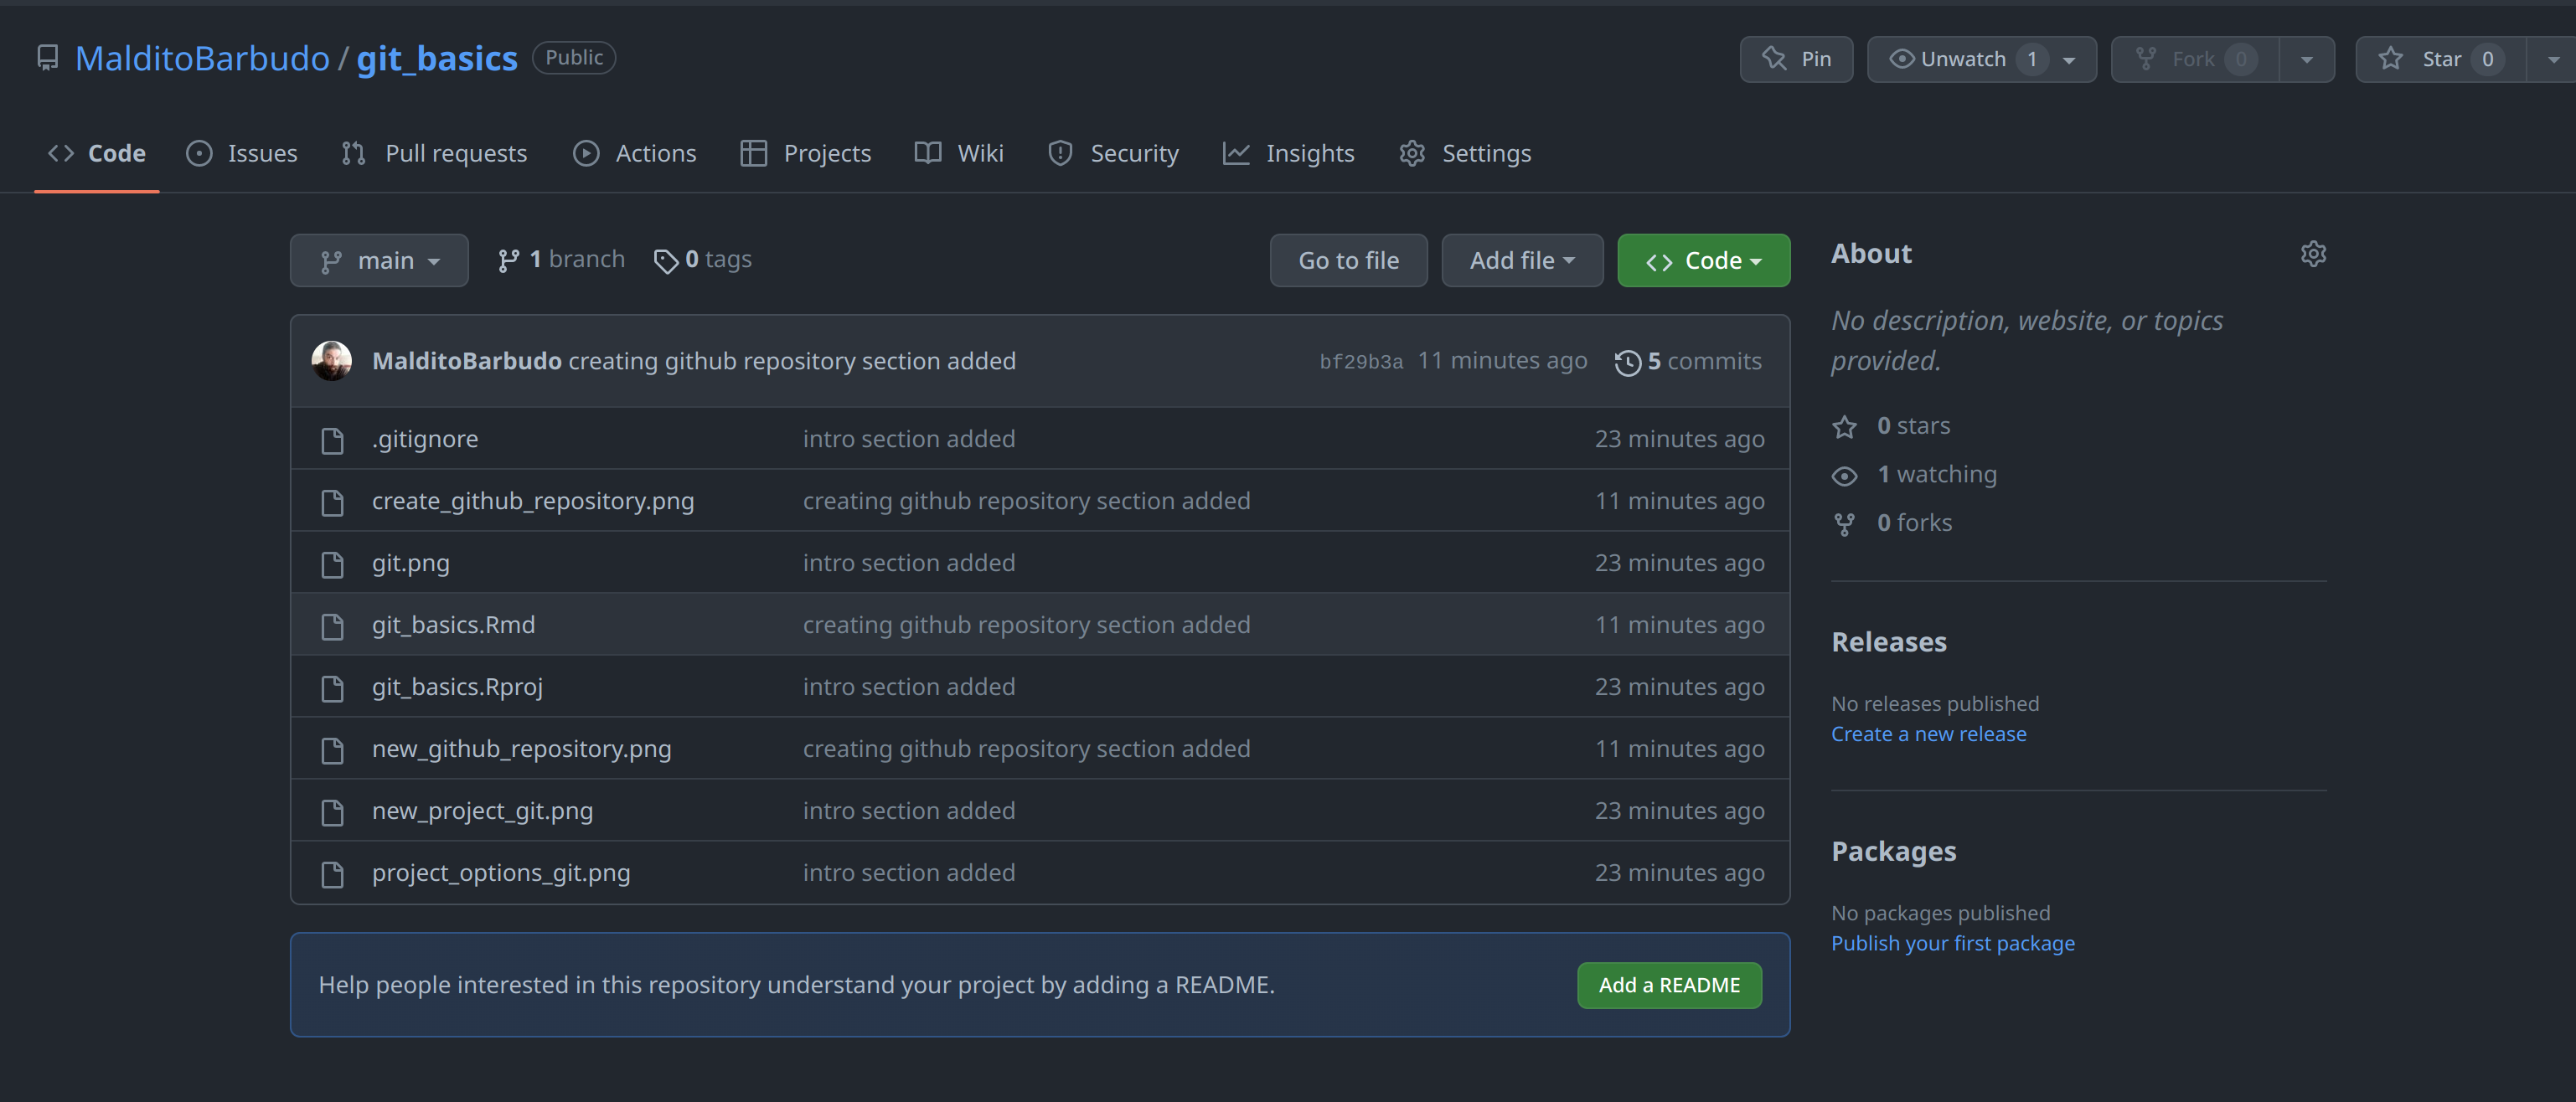 MalditoBarbudo / git_basics Public Pin Unwatch 1 Fork 0 Star 0
Code Issues Pull requests Actions Projects Wiki Security Insights Settings
main 1 branch 0 tags Go to file Add file Code
MalditoBarbudo creating github repository section added bf29b3a 11 minutes ago 5 commits
.gitignore intro section added 23 minutes ago
create_github_repository.png creating github repository section added 11 minutes ago
git.png intro section added 23 minutes ago
git_basics.Rmd creating github repository section added 11 minutes ago
git_basics.Rproj intro section added 23 minutes ago
new_github_repository.png creating github repository section added 11 minutes ago
new_project_git.png intro section added 23 minutes ago
project_options_git.png intro section added 23 minutes ago
Help people interested in this repository understand your project by adding a README. Add a README
About
No description, website, or topics
provided.
0 stars
1 watching
0 forks
Releases
No releases published
Create a new release
Packages
No packages published
Publish your first package